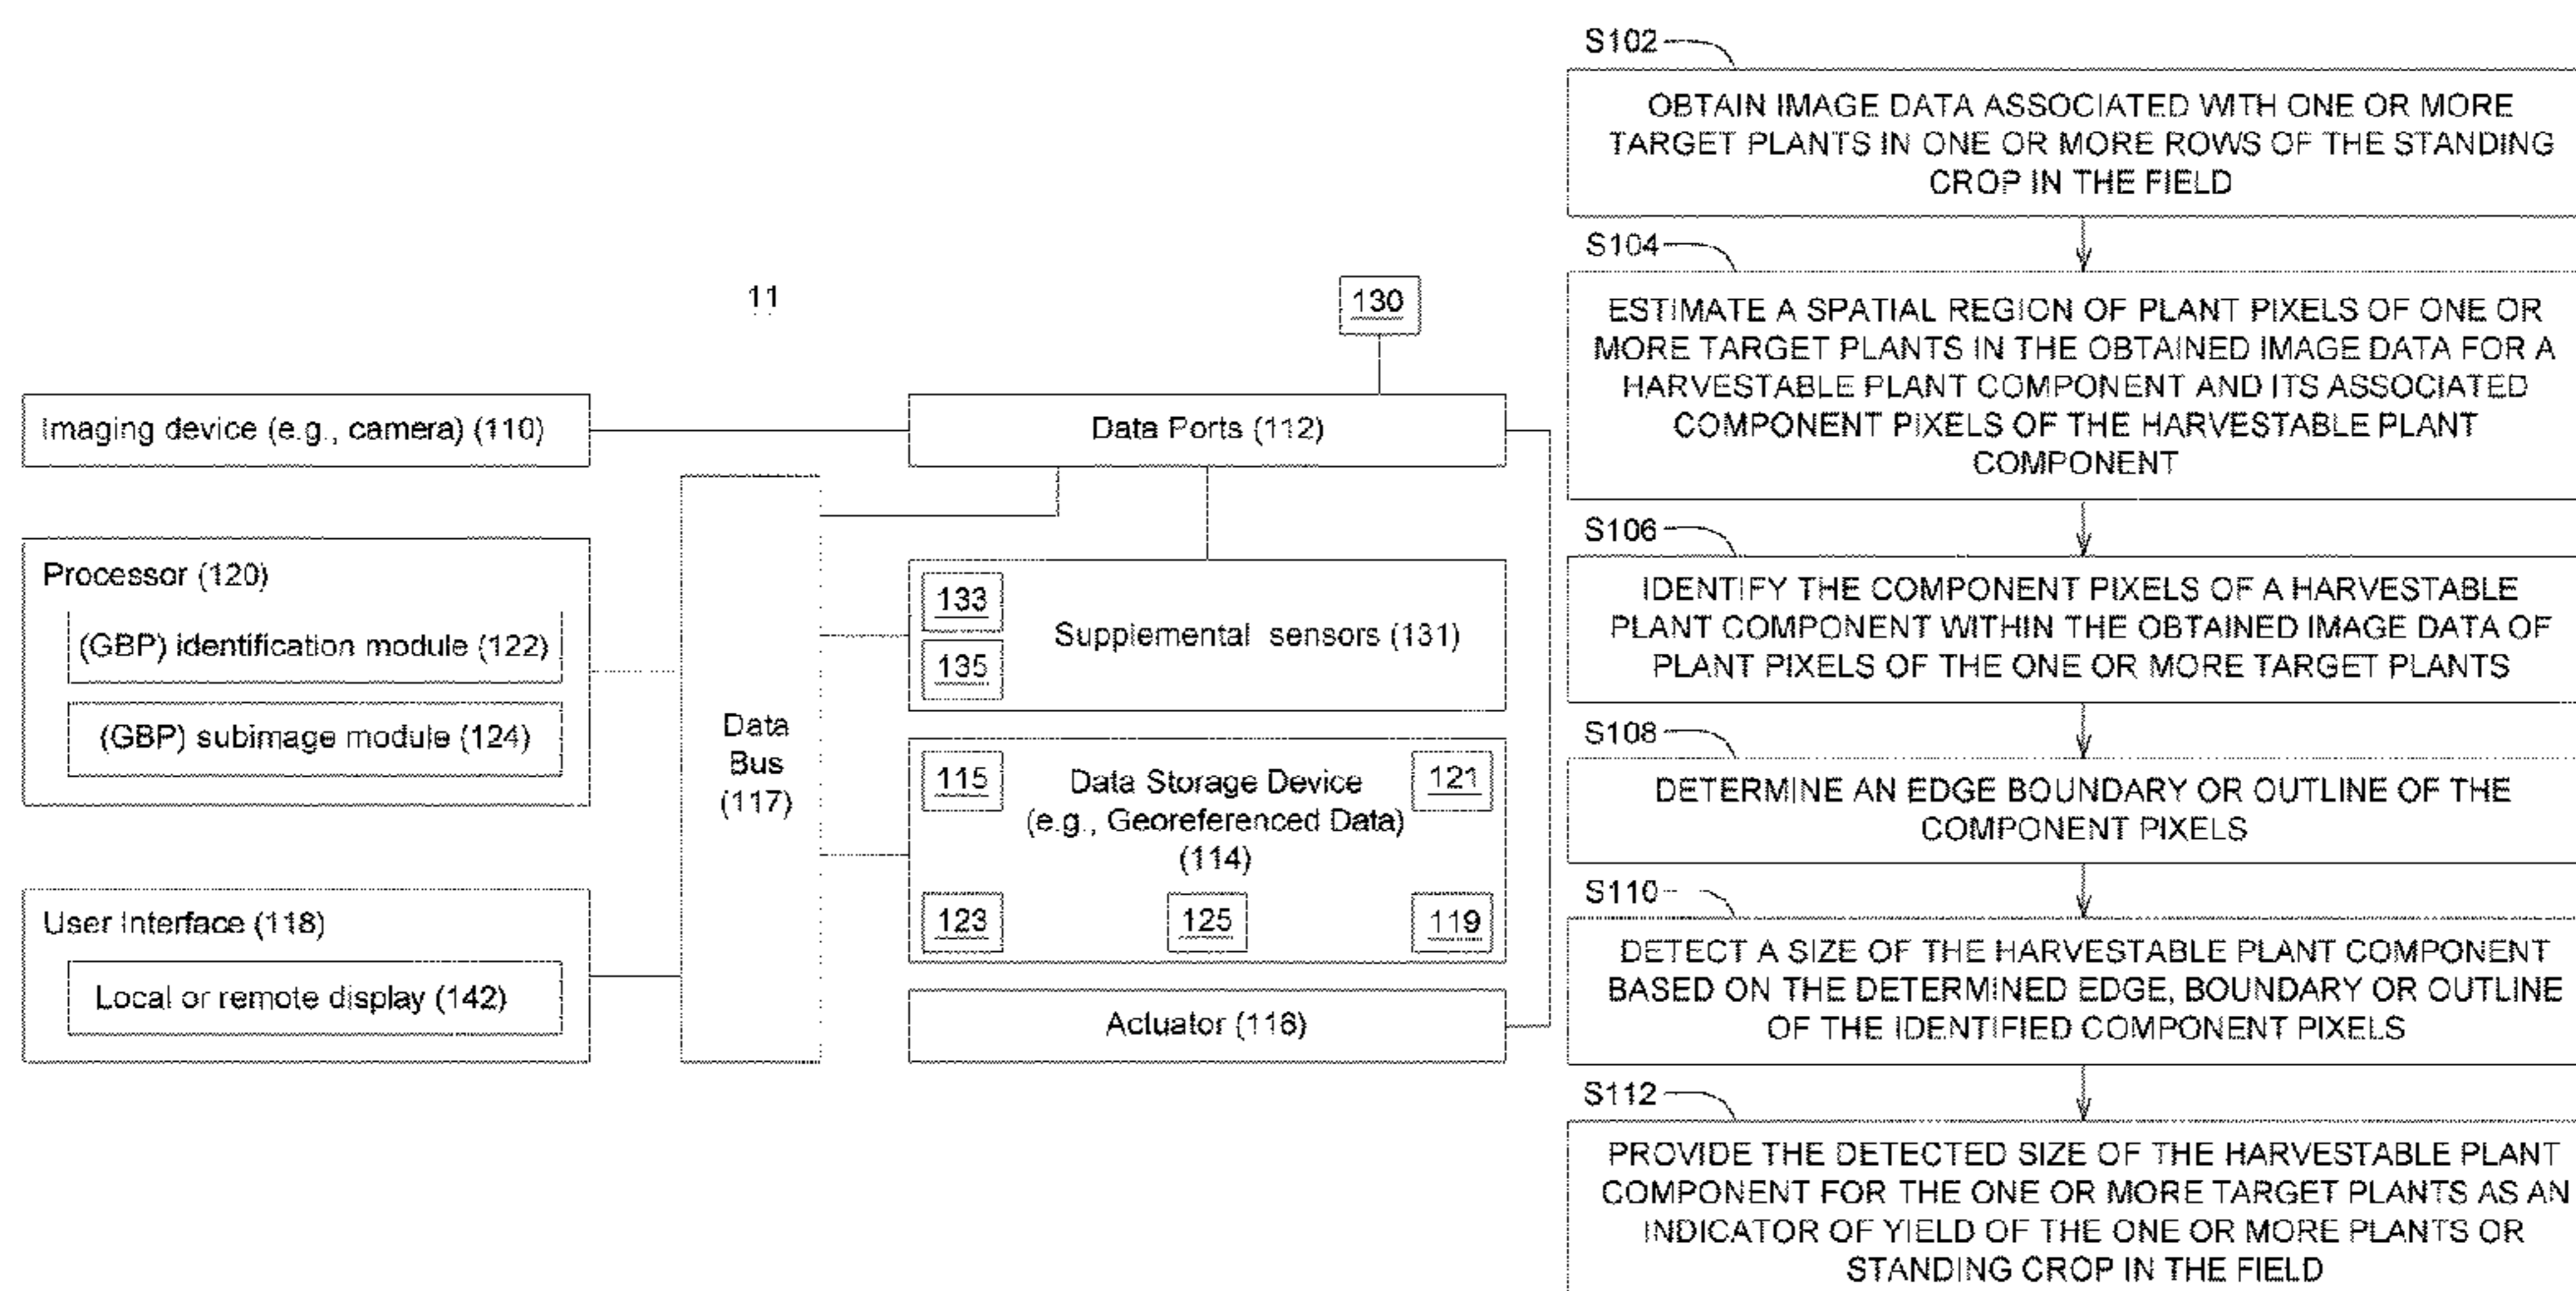 11
130
Imaging device (e.g., camera) (110)
Data Ports (112)
Processor (120)
(GBP) identification module (122)
(GBP) subimage module (124)
User Interface (118)
Local or remote display (142)
Data
Bus
(117)
133
135
Supplemental sensors (131)
115
Data Storage Device
(e.g., Georeferenced Data)
(114)
121
123
125
119
Actuator (116)
S102
OBTAIN IMAGE DATA ASSOCIATED WITH ONE OR MORE
TARGET PLANTS IN ONE OR MORE ROWS OF THE STANDING
CROP IN THE FIELD
S104
ESTIMATE A SPATIAL REGION OF PLANT PIXELS OF ONE OR
MORE TARGET PLANTS IN THE OBTAINED IMAGE DATA FOR A
HARVESTABLE PLANT COMPONENT AND ITS ASSOCIATED
COMPONENT PIXELS OF THE HARVESTABLE PLANT
COMPONENT
S106
IDENTIFY THE COMPONENT PIXELS OF A HARVESTABLE
PLANT COMPONENT WITHIN THE OBTAINED IMAGE DATA OF
PLANT PIXELS OF THE ONE OR MORE TARGET PLANTS
S108
DETERMINE AN EDGE BOUNDARY OR OUTLINE OF THE
COMPONENT PIXELS
S110
DETECT A SIZE OF THE HARVESTABLE PLANT COMPONENT
BASED ON THE DETERMINED EDGE, BOUNDARY OR OUTLINE
OF THE IDENTIFIED COMPONENT PIXELS
S112
PROVIDE THE DETECTED SIZE OF THE HARVESTABLE PLANT
COMPONENT FOR THE ONE OR MORE TARGET PLANTS AS AN
INDICATOR OF YIELD OF THE ONE OR MORE PLANTS OR
STANDING CROP IN THE FIELD